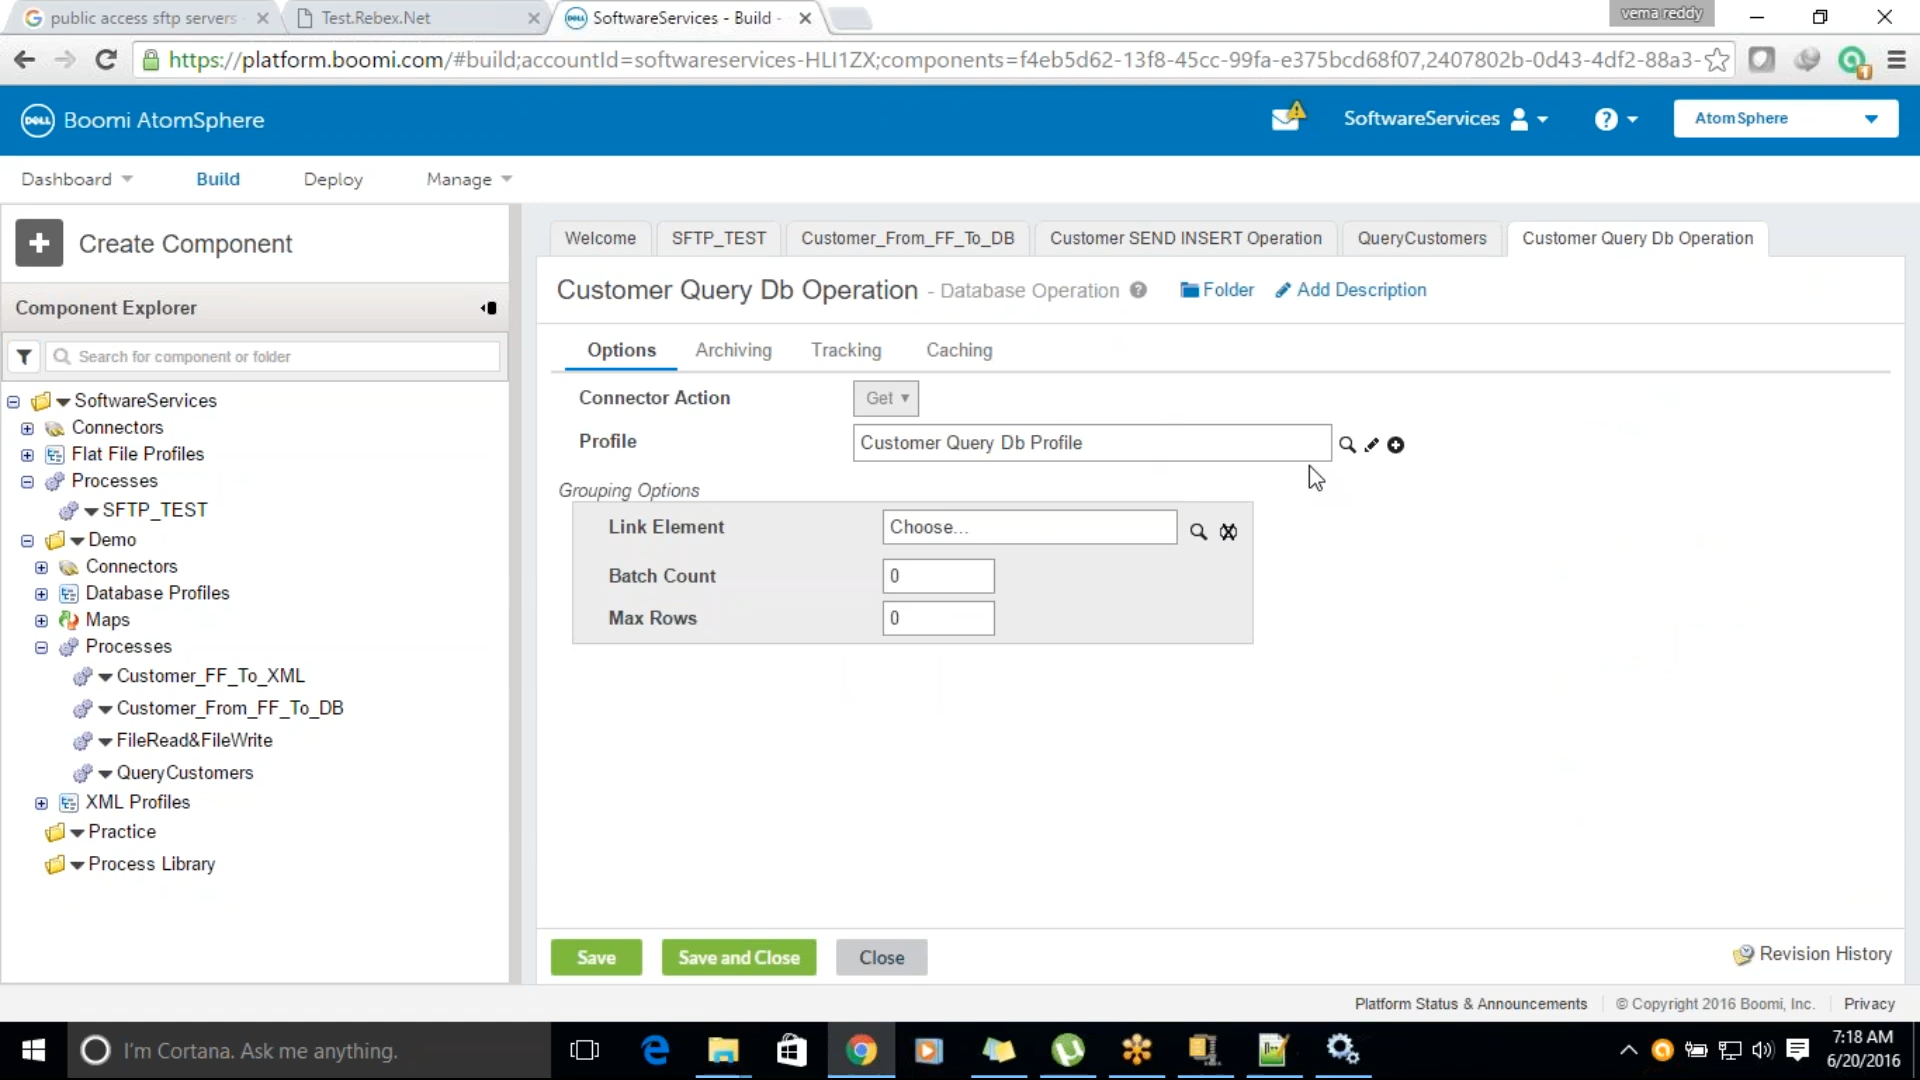 public access sftp servers
Test.Rebex.Net
SoftwareServices - Build -
vema reddy
https://platform.boomi.com/#build;accountId=softwareservices-HLI1ZX;components=f4eb5d62-13f8-45cc-99fa-e375bcd68f07,2407802b-0d43-4df2-88a3-
DELL Boomi AtomSphere
SoftwareServices
AtomSphere
Dashboard Build Deploy Manage
Create Component
Component Explorer
Search for component or folder
SoftwareServices
Connectors
Flat File Profiles
Processes
SFTP_TEST
Demo
Connectors
Database Profiles
Maps
Processes
Customer_FF_To_XML
Customer_From_FF_To_DB
FileRead&FileWrite
QueryCustomers
XML Profiles
Practice
Process Library
Welcome SFTP_TEST Customer_From_FF_To_DB Customer SEND INSERT Operation QueryCustomers Customer Query Db Operation
Customer Query Db Operation - Database Operation Folder Add Description
Options Archiving Tracking Caching
Connector Action Get
Profile Customer Query Db Profile
Grouping Options
Link Element Choose...
Batch Count 0
Max Rows 0
Save Save and Close Close
Revision History
Platform Status & Announcements © Copyright 2016 Boomi, Inc. Privacy
I'm Cortana. Ask me anything.
7:18 AM
6/20/2016